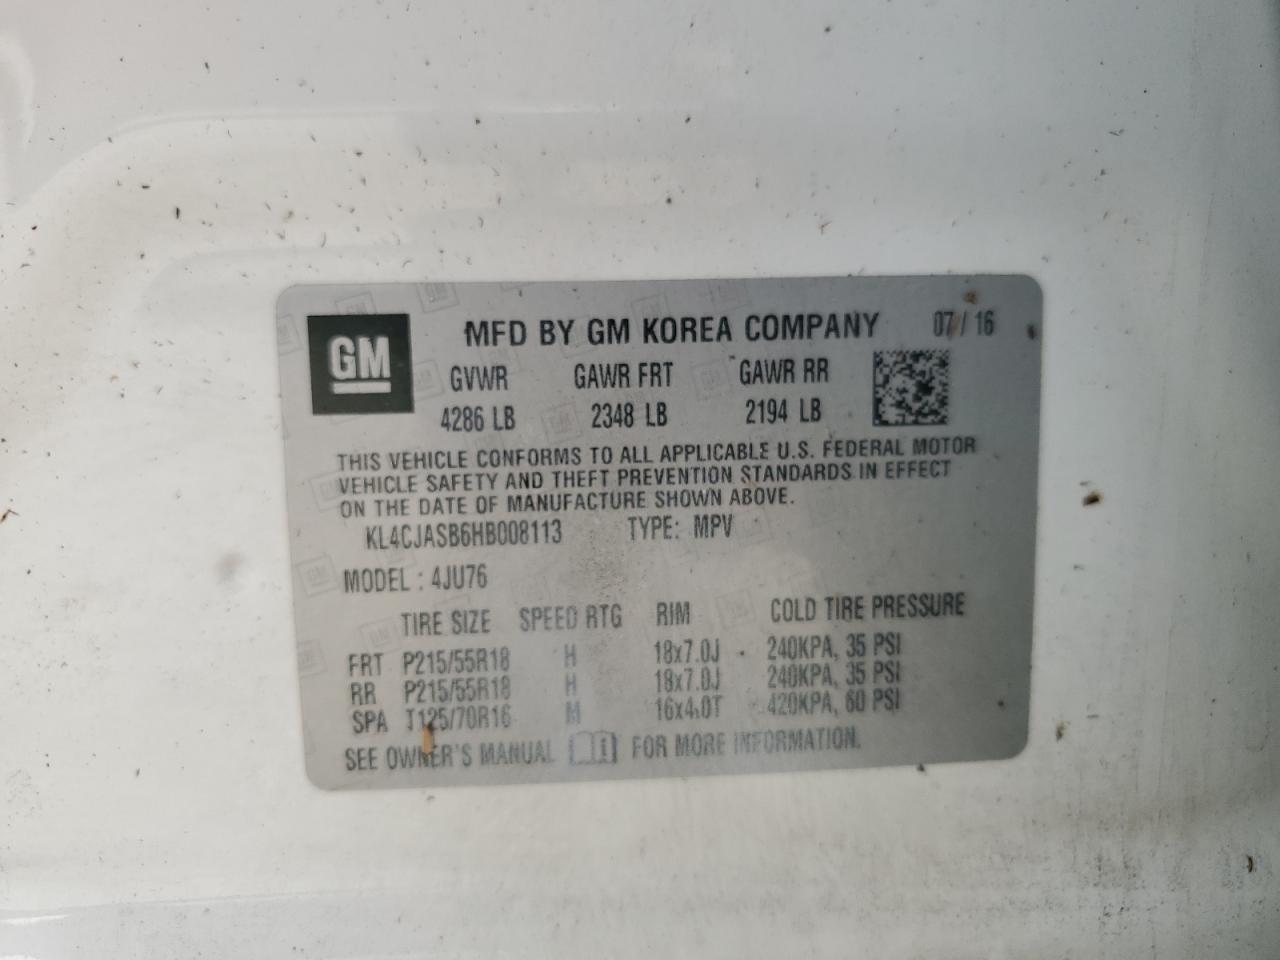 GM
MFD BY GM KOREA COMPANY 07/16
GVWR GAWR FRT GAWR RR
4286 LB 2348 LB 2194 LB
THIS VEHICLE CONFORMS TO ALL APPLICABLE U.S. FEDERAL MOTOR
VEHICLE SAFETY AND THEFT PREVENTION STANDARDS IN EFFECT
ON THE DATE OF MANUFACTURE SHOWN ABOVE.
KL4CJASB6HB008113 TYPE: MPV
MODEL : 4JU76
TIRE SIZE SPEED RTG RIM COLD TIRE PRESSURE
FRT P215/55R18 H 18x7.0J 240KPA, 35 PSI
RR P215/55R18 H 18x7.0J 240KPA, 35 PSI
SPA T125/70R16 M 16x4.0T 420KPA, 60 PSI
SEE OWNER'S MANUAL FOR MORE INFORMATION.